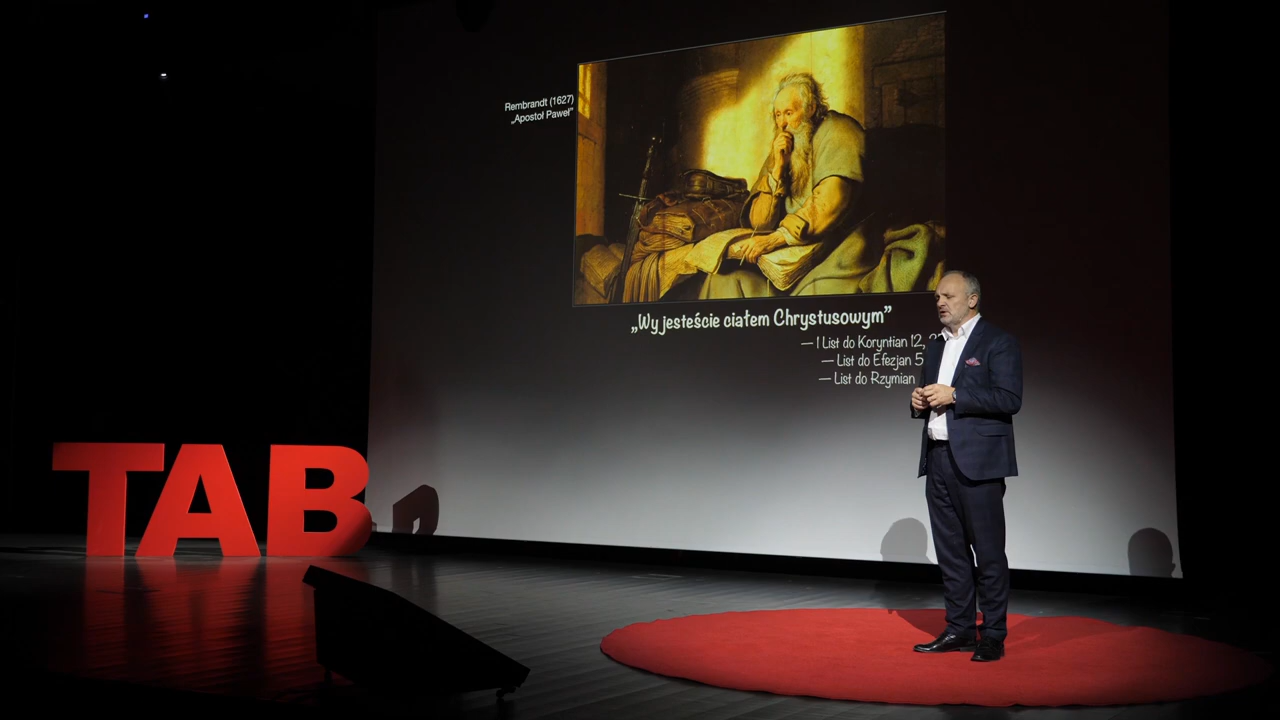 Rembrandt (1627)
„Apostoł Paweł”
„Wy jesteście ciałem Chrystusowym”
— I List do Koryntian 12,
— List do Efezjan 5
— List do Rzymian
TAB